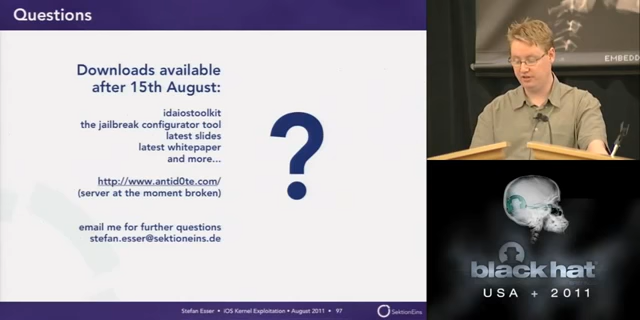 Questions
Downloads available
after 15th August:
idaiostoolkit
the jailbreak configurator tool
latest slides
latest whitepaper
and more...
http://www.antid0te.com/
(server at the moment broken)
email me for further questions
stefan.esser@sektioneins.de
?
Stefan Esser • iOS Kernel Exploitation • August 2011 • 97
SektionEins
EMBEDD
black hat
USA + 2011